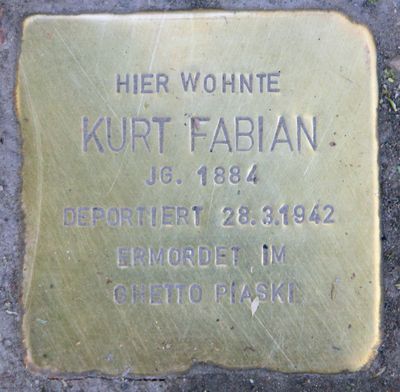 HIER WOHNTE
KURT FABIAN
JG. 1884
DEPORTIERT 28.3.1942
ERMORDET IM
GHETTO PIASKI